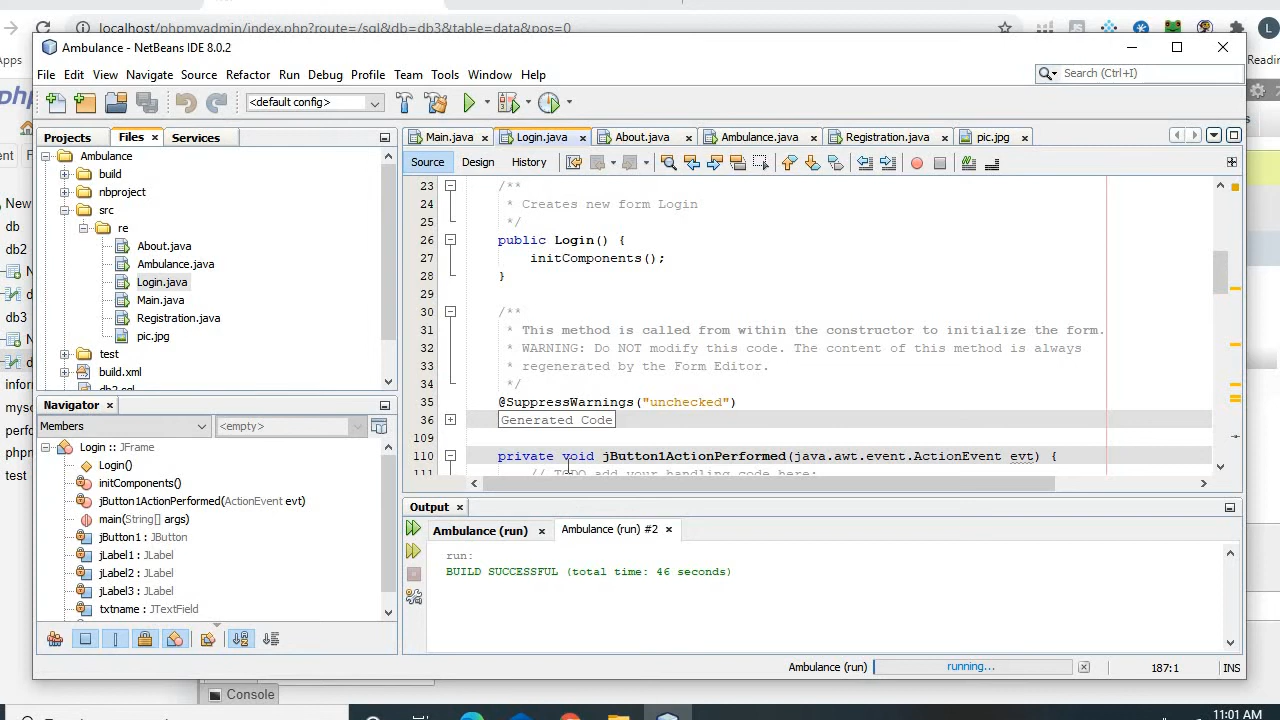 localhost/phpmyadmin/index.php?route=/sql&db=db3&table=data&pos=0
Ambulance - NetBeans IDE 8.0.2
File Edit View Navigate Source Refactor Run Debug Profile Team Tools Window Help
Search (Ctrl+I)
<default config>
Projects Files Services
Main.java Login.java About.java Ambulance.java Registration.java pic.jpg
Source Design History
Ambulance
build
nbproject
src
re
About.java
Ambulance.java
Login.java
Main.java
Registration.java
pic.jpg
test
build.xml
db2.sql
23 /**
24 * Creates new form Login
25 */
26 public Login() {
27 initComponents();
28 }
29
30 /**
31 * This method is called from within the constructor to initialize the form.
32 * WARNING: Do NOT modify this code. The content of this method is always
33 * regenerated by the Form Editor.
34 */
35 @SuppressWarnings("unchecked")
36 Generated Code
109
110 private void jButton1ActionPerformed(java.awt.event.ActionEvent evt) {
111 // TODO add your handling code here:
Navigator
Members <empty>
Login :: JFrame
Login()
initComponents()
jButton1ActionPerformed(ActionEvent evt)
main(String[] args)
jButton1 : JButton
jLabel1 : JLabel
jLabel2 : JLabel
jLabel3 : JLabel
txtname : JTextField
Output
Ambulance (run) Ambulance (run) #2
run:
BUILD SUCCESSFUL (total time: 46 seconds)
Ambulance (run) running... 187:1 INS
New
db
db2
db3
test
Console
11:01 AM